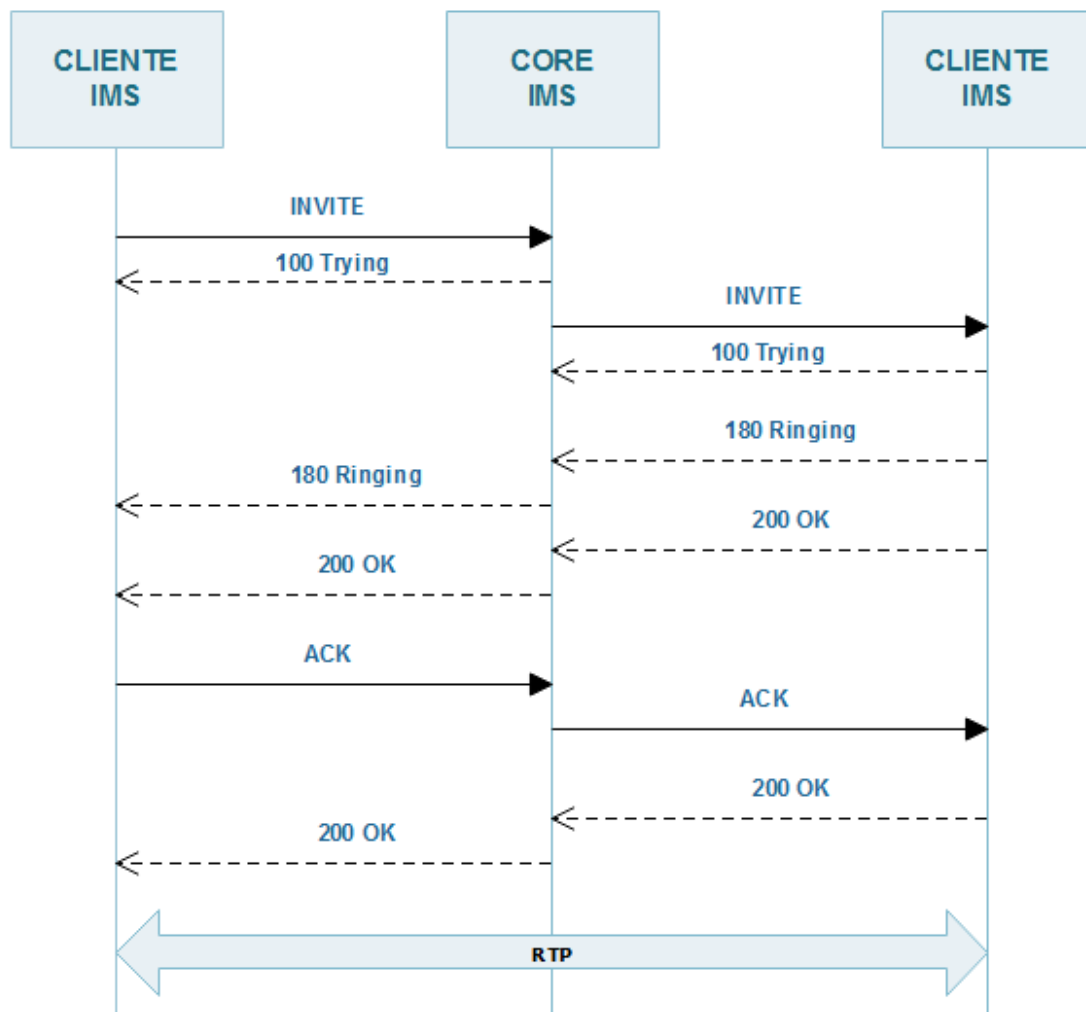 CLIENTE
IMS
CORE
IMS
CLIENTE
IMS
INVITE
100 Trying
INVITE
100 Trying
180 Ringing
180 Ringing
200 OK
200 OK
ACK
ACK
200 OK
200 OK
RTP